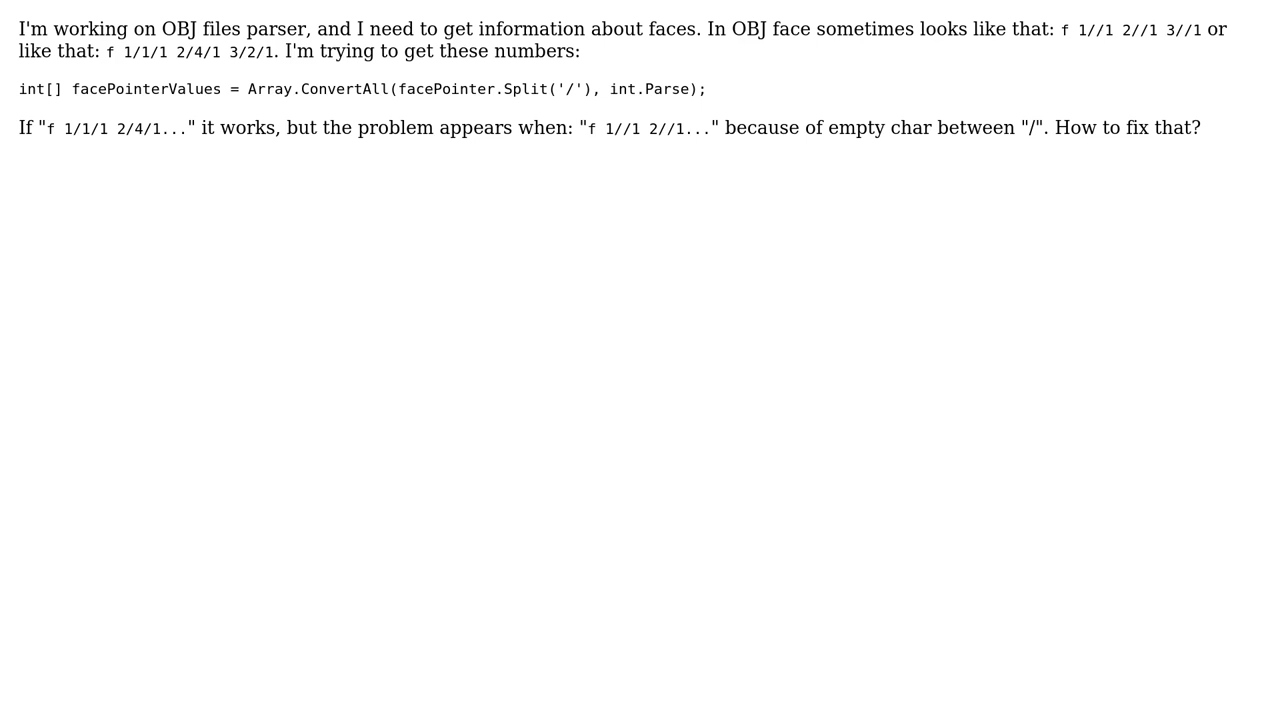 I'm working on OBJ files parser, and I need to get information about faces. In OBJ face sometimes looks like that: f 1//1 2//1 3//1 or
like that: f 1/1/1 2/4/1 3/2/1. I'm trying to get these numbers:
int[] facePointerValues = Array.ConvertAll(facePointer.Split('/'), int.Parse);
If "f 1/1/1 2/4/1..." it works, but the problem appears when: "f 1//1 2//1..." because of empty char between "/". How to fix that?